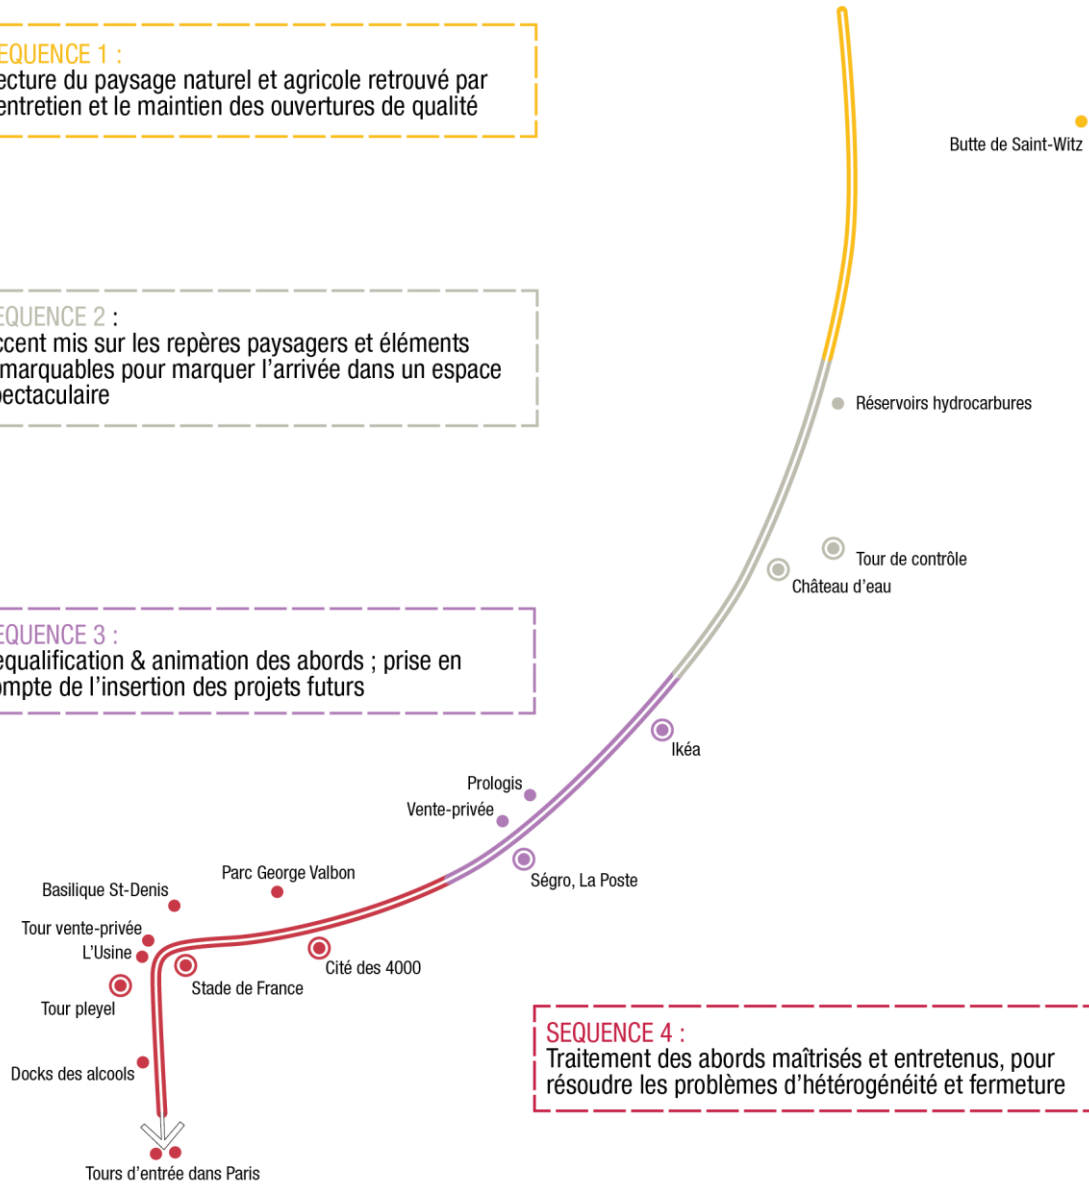 EQUENCE 1 :
ecture du paysage naturel et agricole retrouvé par
entretien et le maintien des ouvertures de qualité
Butte de Saint-Witz
EQUENCE 2 :
ccent mis sur les repères paysagers et éléments
marquables pour marquer l’arrivée dans un espace
pectaculaire
Réservoirs hydrocarbures
Tour de contrôle
Château d’eau
EQUENCE 3 :
equalification & animation des abords ; prise en
ompte de l’insertion des projets futurs
Ikéa
Prologis
Vente-privée
Ségro, La Poste
Parc George Valbon
Basilique St-Denis
Tour vente-privée
L’Usine
Cité des 4000
Stade de France
Tour pleyel
SEQUENCE 4 :
Traitement des abords maîtrisés et entretenus, pour
résoudre les problèmes d’hétérogénéité et fermeture
Docks des alcools
Tours d’entrée dans Paris